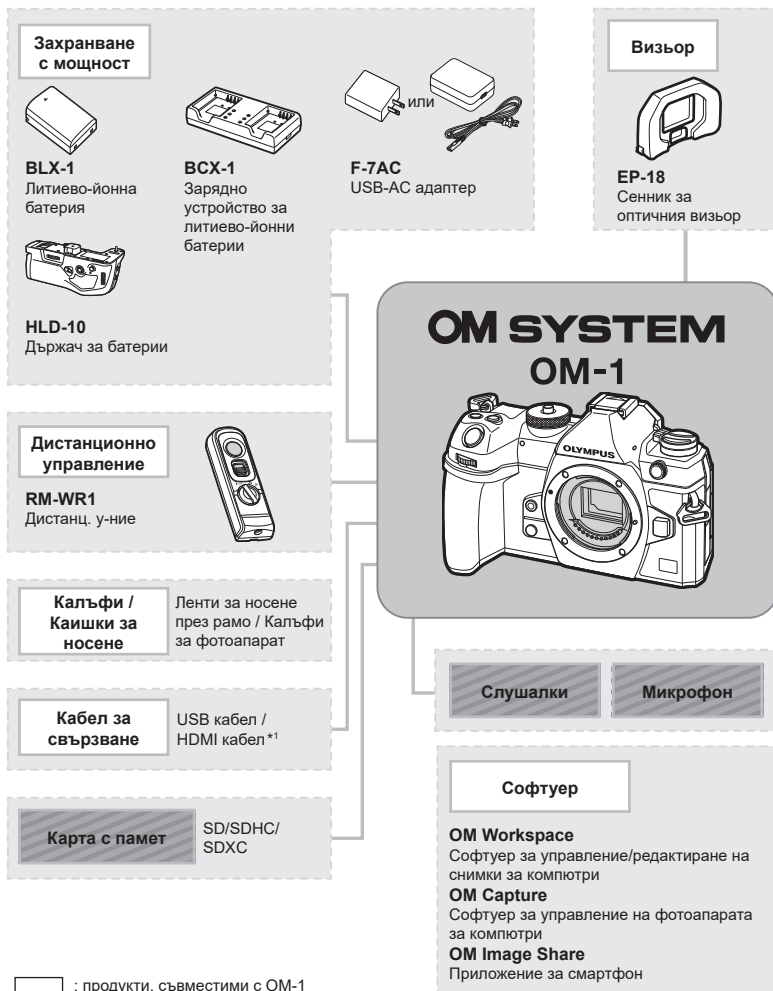 Захранване
с мощност
или
BLX-1
Литиево-йонна
батерия
BCX-1
Зарядно
устройство за
литиево-йонни
батерии
F-7AC
USB-AC адаптер
HLD-10
Държач за батерии
Визьор
EP-18
Сенник за
оптичния визьор
OM SYSTEM
OM-1
OLYMPUS
Дистанционно
управление
RM-WR1
Дистанц. у-ние
Калъфи /
Каишки за
носене
Ленти за носене
през рамо / Калъфи
за фотоапарат
Кабел за
свързване
USB кабел /
HDMI кабел*1
Карта с памет
SD/SDHC/
SDXC
Слушалки
Микрофон
Софтуер
OM Workspace
Софтуер за управление/редактиране на
снимки за компютри
OM Capture
Софтуер за управление на фотоапарата
за компютри
OM Image Share
Приложение за смартфон
: продукти, съвместими с OM-1